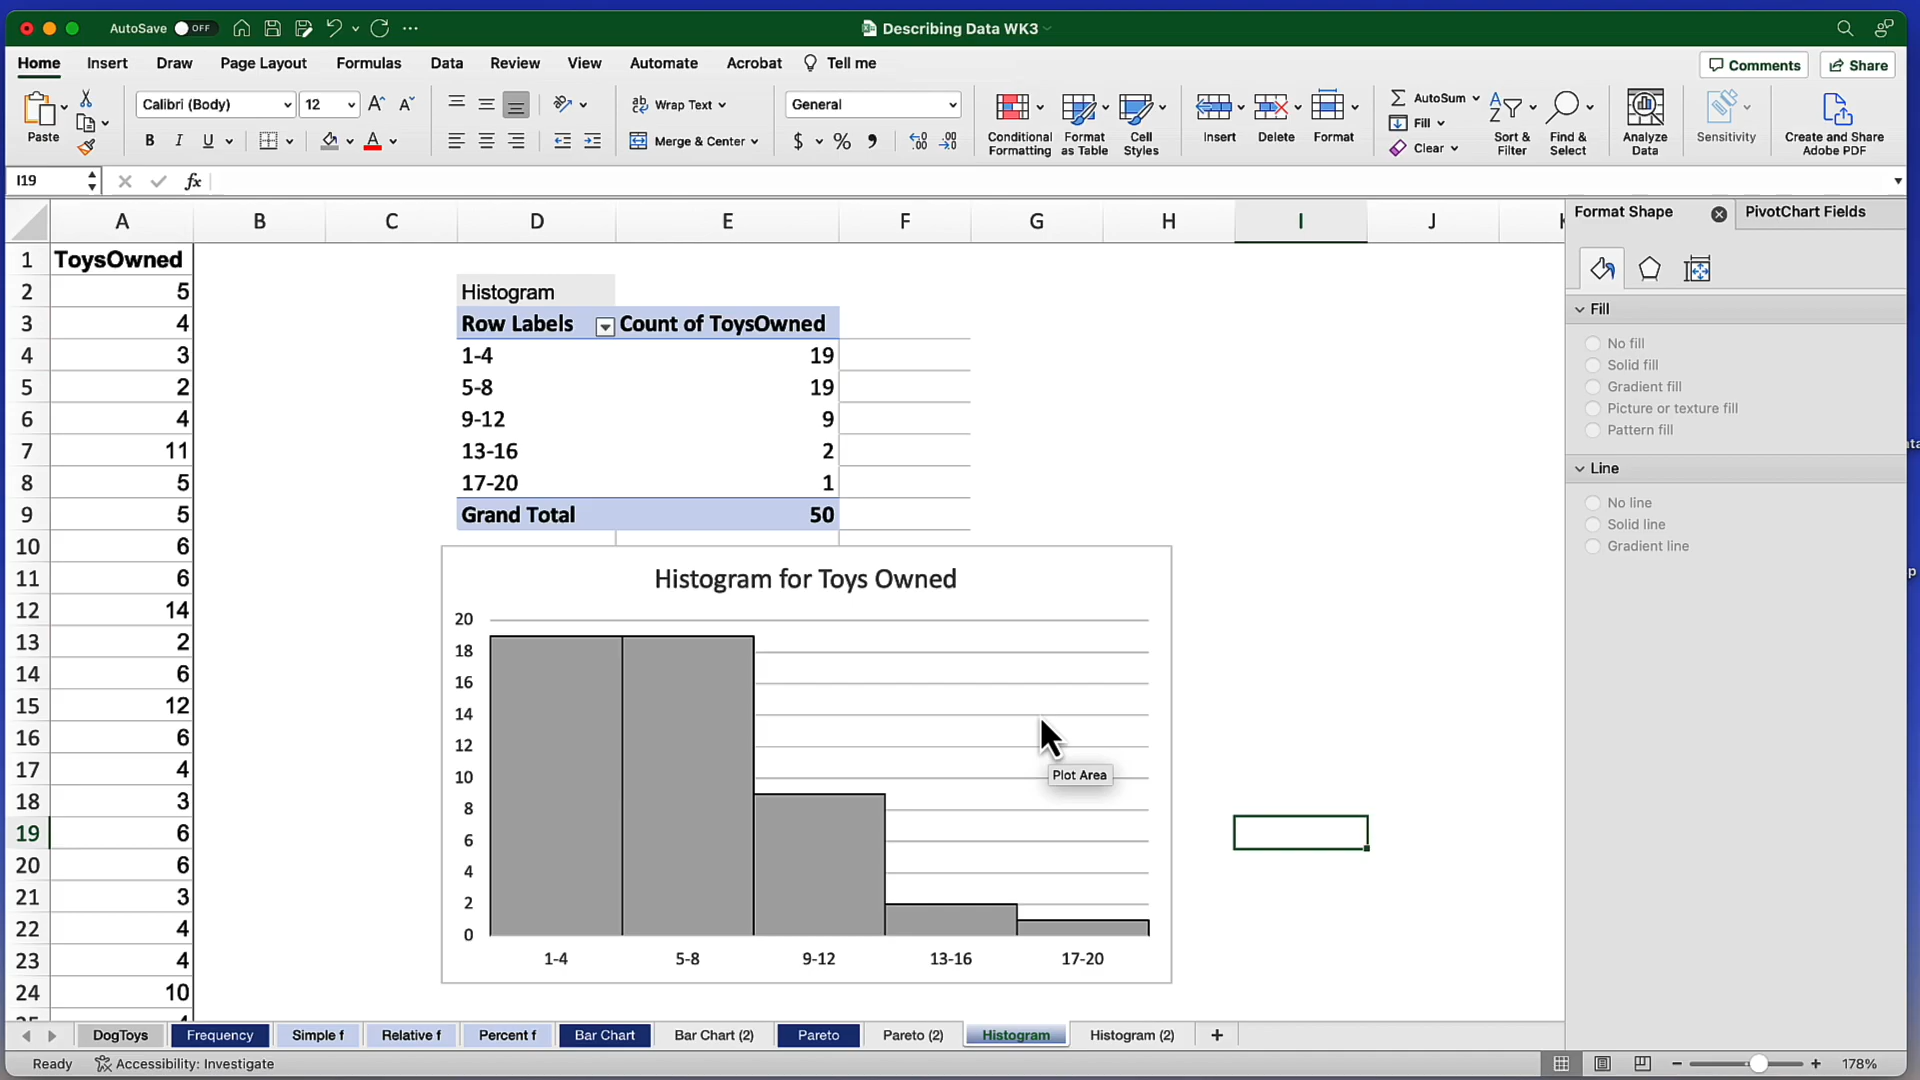 AutoSave OFF Describing Data WK3
Home Insert Draw Page Layout Formulas Data Review View Automate Acrobat Tell me Comments Share
Paste Calibri (Body) 12 Wrap Text General AutoSum
B I U Merge & Center $ % Conditional Formatting Format as Table Cell Styles Insert Delete Format Fill Clear Sort & Filter Find & Select Analyze Data Sensitivity Create and Share Adobe PDF
I19 fx
A B C D E F G H I J
Format Shape PivotChart Fields
1 ToysOwned
2 5 Histogram
3 4 Row Labels Count of ToysOwned
4 3 1-4 19
5 2 5-8 19
6 4 9-12 9
7 11 13-16 2
8 5 17-20 1
9 5 Grand Total 50
10 6
11 6
12 14
13 2
14 6
15 12
16 6
17 4
18 3
19 6
20 6
21 3
22 4
23 4
24 10
Histogram for Toys Owned
20
18
16
14
12
10
8
6
4
2
0
1-4 5-8 9-12 13-16 17-20
Plot Area
Fill
No fill
Solid fill
Gradient fill
Picture or texture fill
Pattern fill
Line
No line
Solid line
Gradient line
DogToys Frequency Simple f Relative f Percent f Bar Chart Bar Chart (2) Pareto Pareto (2) Histogram Histogram (2) +
Ready Accessibility: Investigate 178%